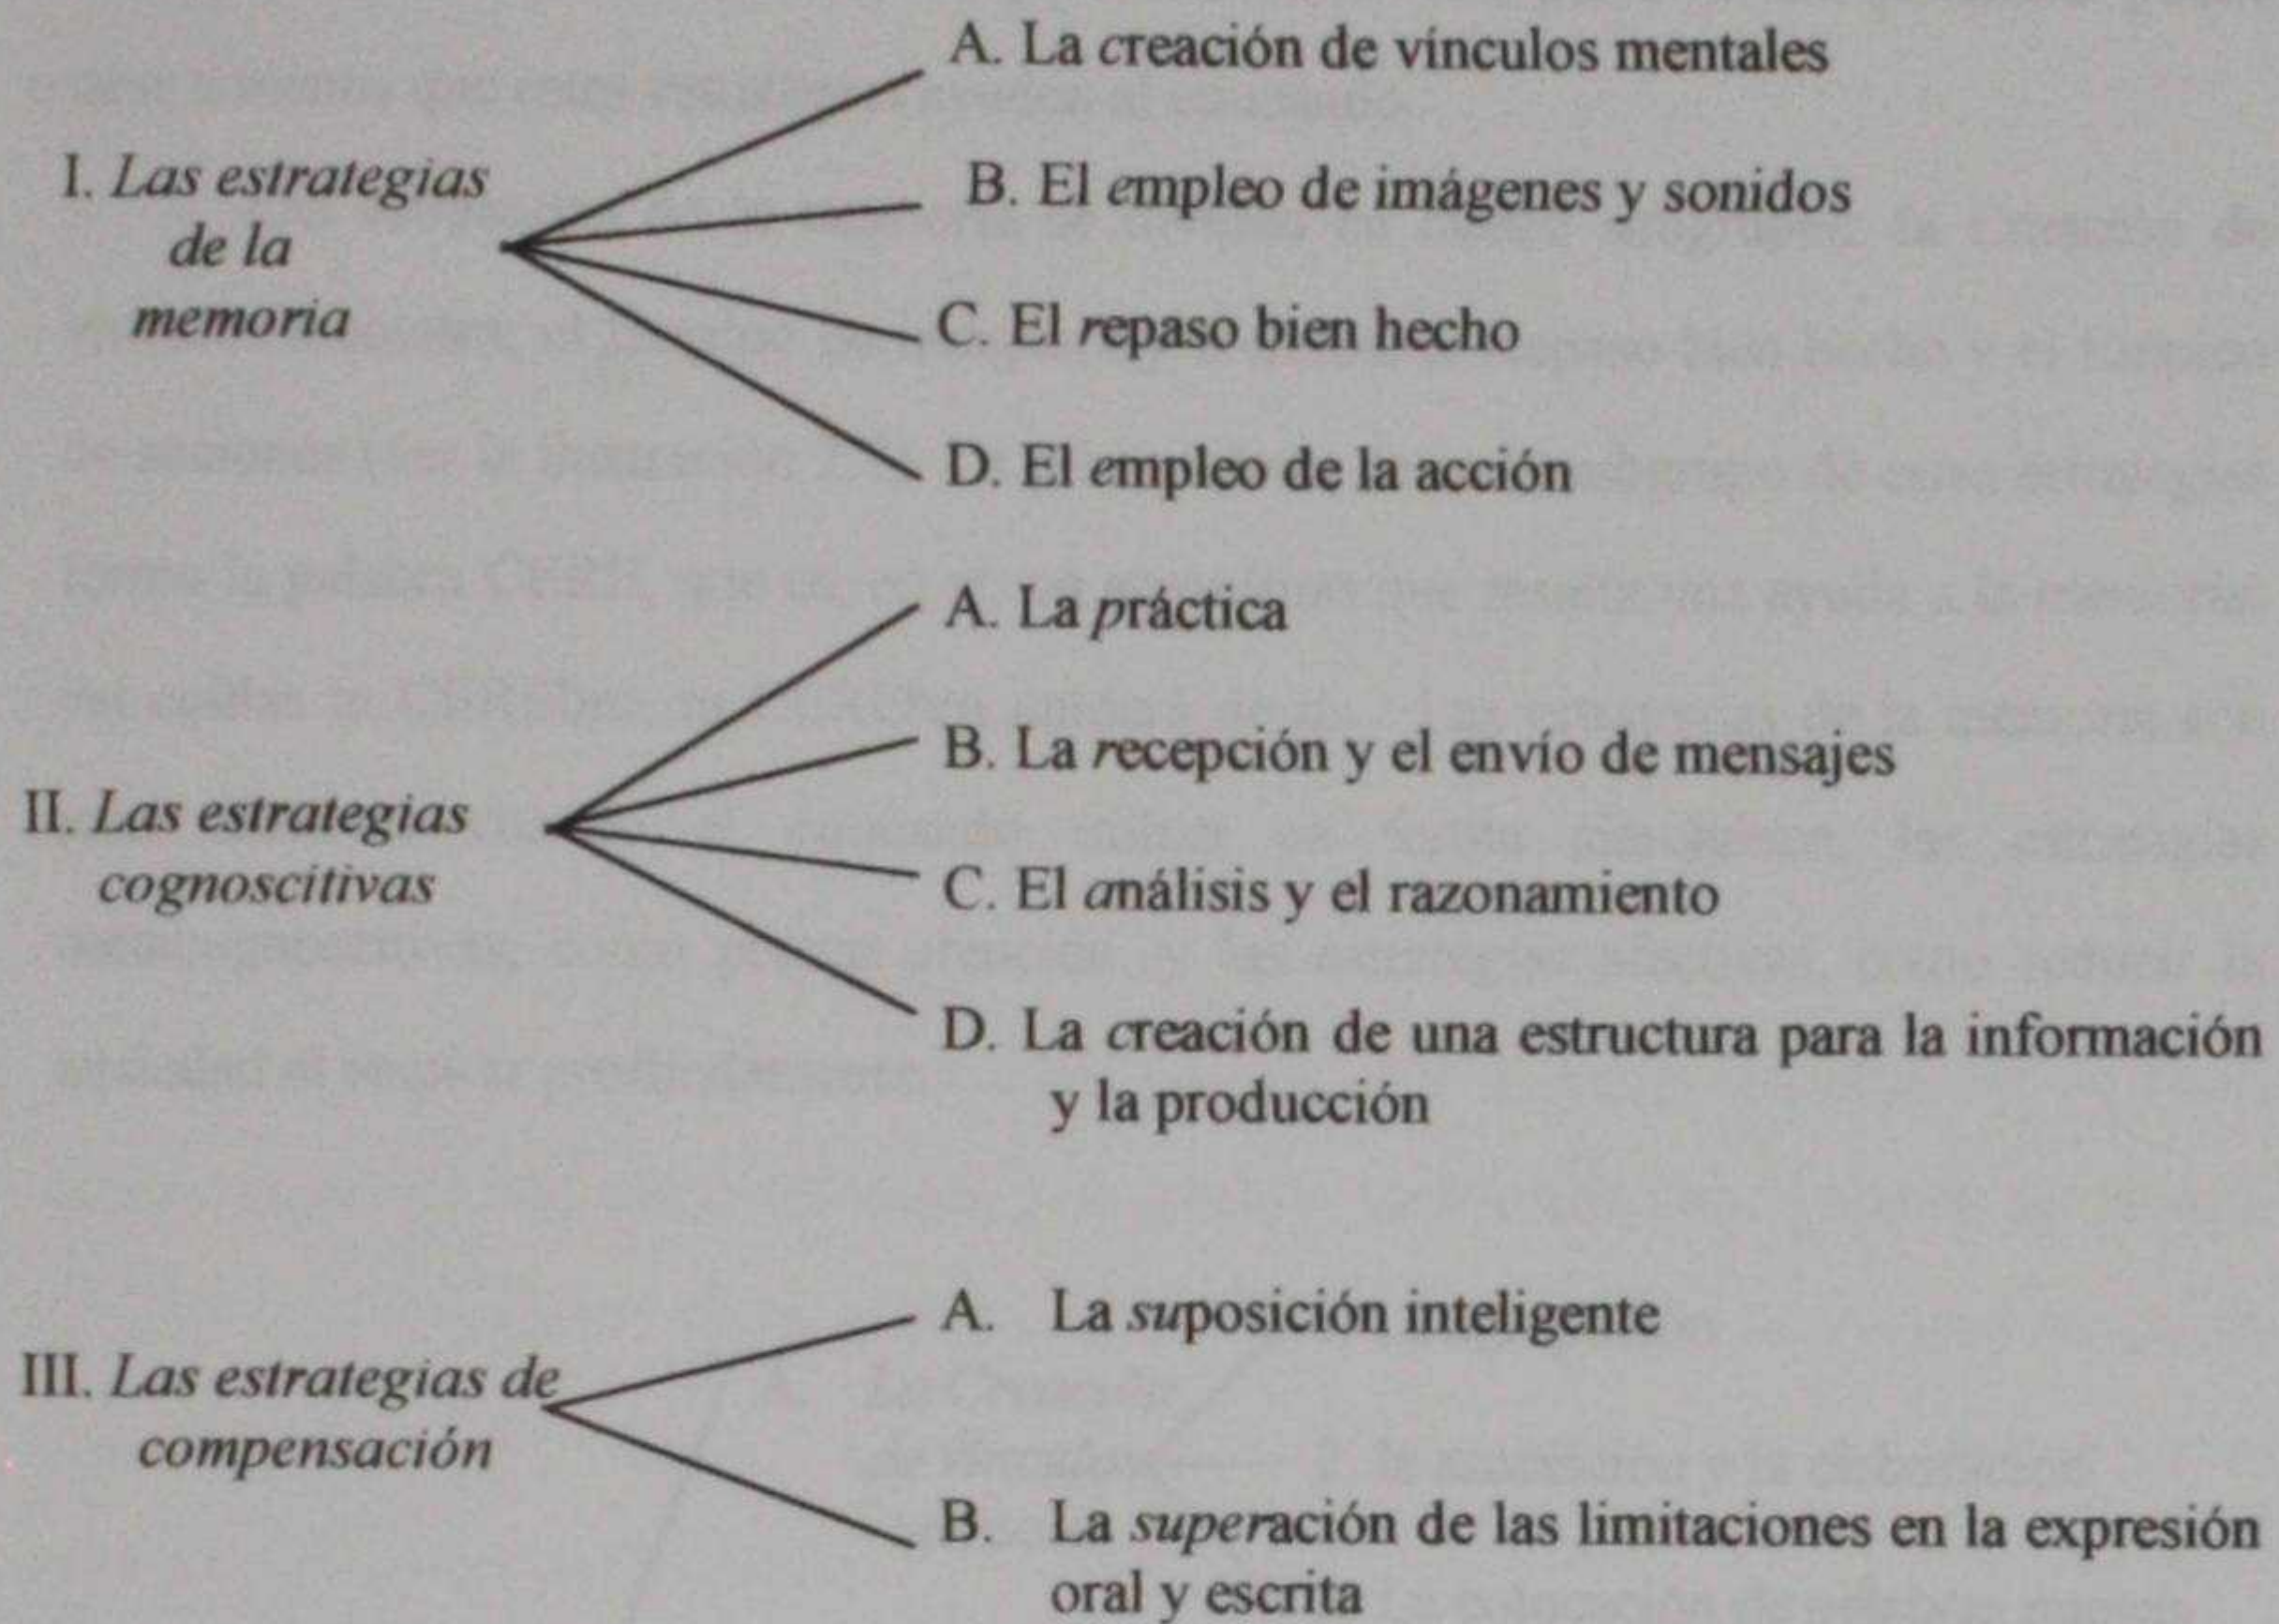 A. La creación de vínculos mentales
I. Las estrategias
de la
memoria
B. El empleo de imágenes y sonidos
C. El repaso bien hecho
D. El empleo de la acción
A. La práctica
B. La recepción y el envío de mensajes
II. Las estrategias
cognoscitivas
C. El análisis y el razonamiento
D. La creación de una estructura para la información
y la producción
A. La suposición inteligente
III. Las estrategias de
compensación
B. La superación de las limitaciones en la expresión
oral y escrita